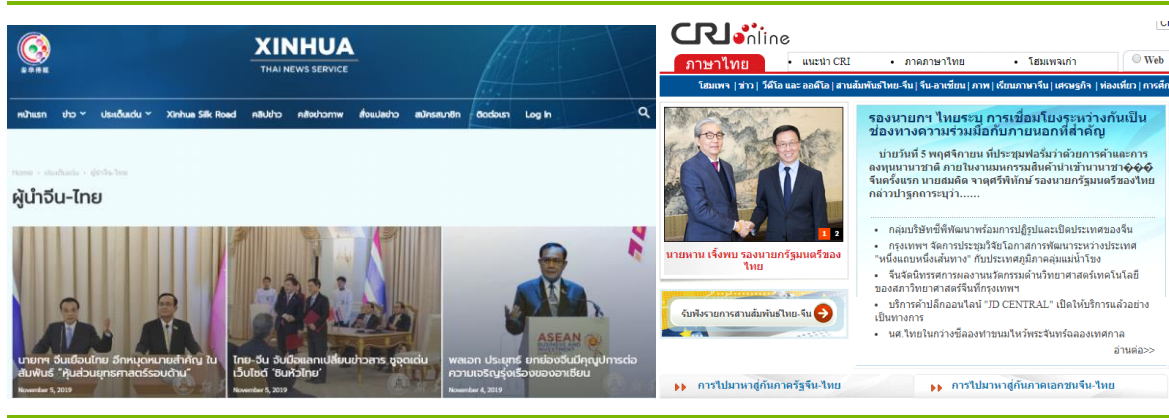 XINHUA
THAI NEWS SERVICE
หน้าแรก ข่าว ประเด็นเด่น Xinhua Silk Road คลิปข่าว คลังข่าวภาพ สื่อแปลข่าว สมัครสมาชิก ติดต่อเรา Log In
Home › ประเด็นเด่น › ผู้นำจีน-ไทย
ผู้นำจีน-ไทย
นายกฯ จีนเยือนไทย อีกหมุดหมายสำคัญ ใน
สัมพันธ์ “หุ้นส่วนยุทธศาสตร์รอบด้าน”
November 5, 2019
ไทย-จีน จับมือแลกเปลี่ยนข่าวสาร ชูจุดเด่น
เว็บไซต์ ‘ซินหัวไทย’
November 5, 2019
ASEAN
BUSINESS AND
INVESTMENT
พลเอก ประยุทธ์ ยกย่องจีนมีคุณูปการต่อ
ความเจริญรุ่งเรืองของอาเซียน
November 4, 2019
CRI online
ภาษาไทย • แนะนำ CRI • ภาคภาษาไทย • โฮมเพจเก่า Web
โฮมเพจ | ข่าว | วีดีโอ และ ออดีโอ | สานสัมพันธ์ไทย-จีน | จีน-อาเซียน | ภาพ | เรียนภาษาจีน | เศรษฐกิจ | ท่องเที่ยว |
1 2
นายหาน เจิ้งพบ รองนายกรัฐมนตรีของ
ไทย
รับฟังรายการสานสัมพันธ์ไทย-จีน
รองนายกฯ ไทยระบุ การเชื่อมโยงระหว่างกันเป็น
ช่องทางความร่วมมือกับภายนอกที่สำคัญ
บ่ายวันที่ 5 พฤศจิกายน ที่ประชุมฟอรั่มว่าด้วยการค้าและการ
ลงทุนนานาชาติ ภายในงานมหกรรมสินค้านำเข้านานาชา���
จีนครั้งแรก นายสมคิด จาตุศรีพิทักษ์ รองนายกรัฐมนตรีของไทย
กล่าวปาฐกถาระบุว่า......
• กลุ่มบริษัทซีพีพัฒนาพร้อมการปฏิรูปและเปิดประเทศของจีน
• กรุงเทพฯ จัดการประชุมวิจัยโอกาสการพัฒนาระหว่างประเทศ
"หนึ่งแถบหนึ่งเส้นทาง" กับประเทศภูมิภาคลุ่มแม่น้ำโขง
• จีนจัดนิทรรศการผลงานนวัตกรรมด้านวิทยาศาสตร์เทคโนโลยี
ของสภาวิทยาศาสตร์จีนที่กรุงเทพฯ
• บริการค้าปลีกออนไลน์ "JD CENTRAL" เปิดให้บริการแล้วอย่าง
เป็นทางการ
• นศ.ไทยในกว่างซีลองทำขนมไหว้พระจันทร์ฉลองเทศกาล
อ่านต่อ>>
การไปมาหาสู่กันภาครัฐจีน-ไทย
การไปมาหาสู่กันภาคเอกชนจีน-ไทย